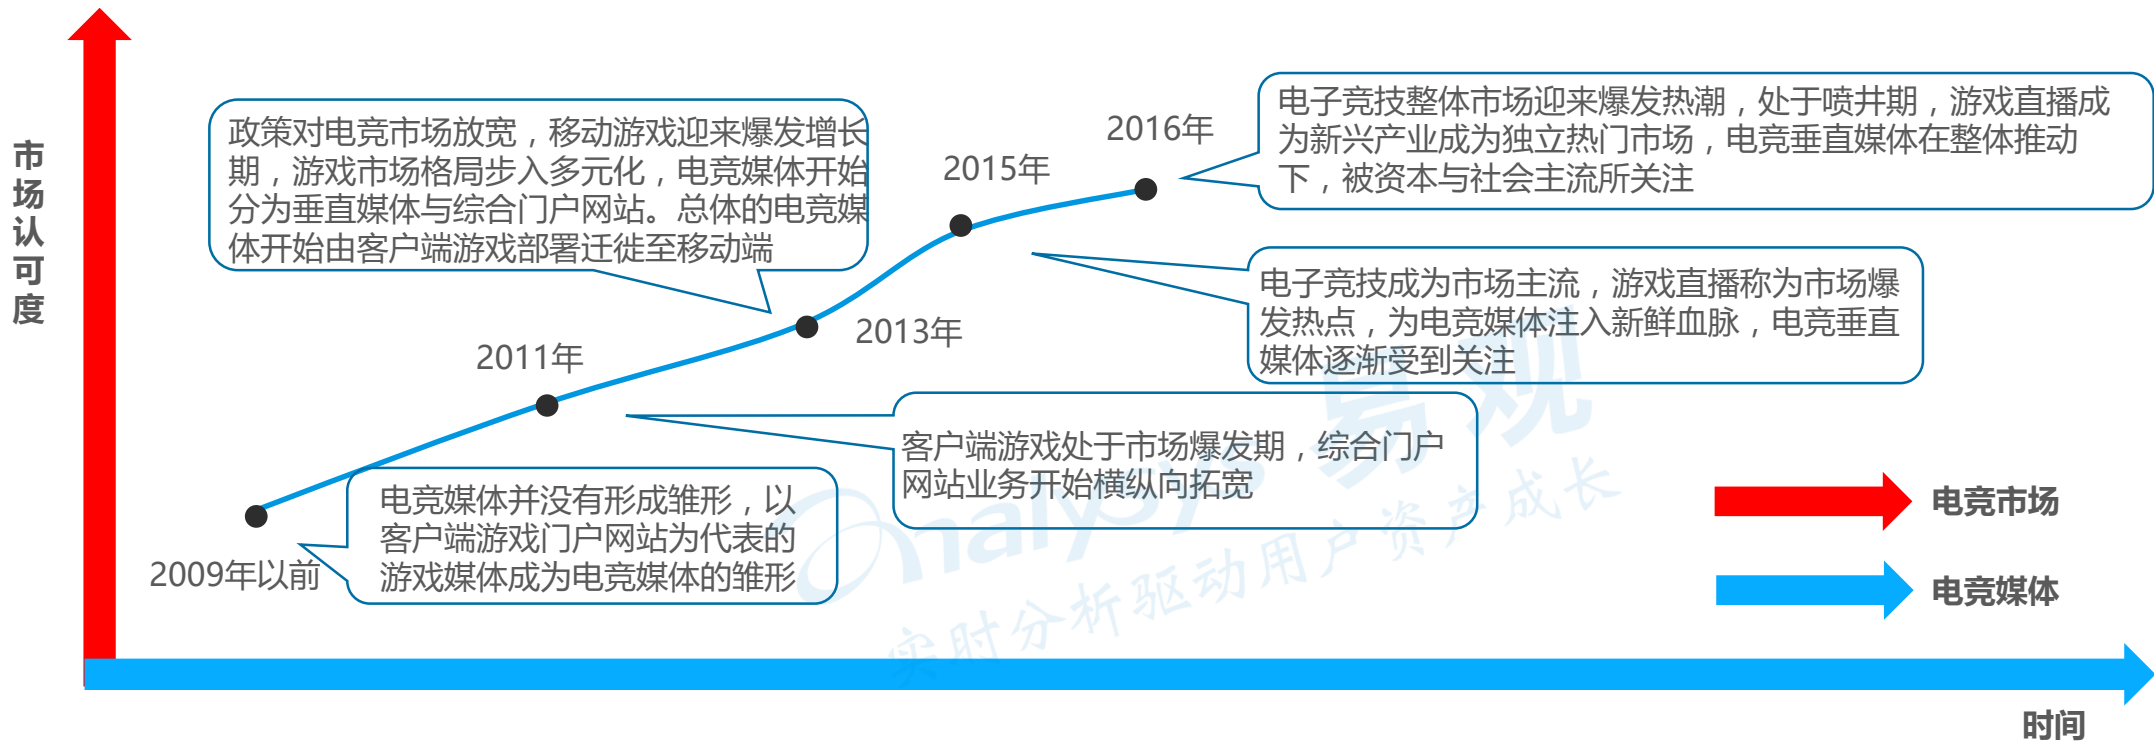 市场认可度
政策对电竞市场放宽，移动游戏迎来爆发增长
期，游戏市场格局步入多元化，电竞媒体开始
分为垂直媒体与综合门户网站。总体的电竞媒
体开始由客户端游戏部署迁徙至移动端
2016年
电子竞技整体市场迎来爆发热潮，处于喷井期，游戏直播成
为新兴产业成为独立热门市场，电竞垂直媒体在整体推动
下，被资本与社会主流所关注
2015年
电子竞技成为市场主流，游戏直播称为市场爆
发热点，为电竞媒体注入新鲜血脉，电竞垂直
媒体逐渐受到关注
2013年
2011年
客户端游戏处于市场爆发期，综合门户
网站业务开始横纵向拓宽
电竞媒体并没有形成雏形，以
客户端游戏门户网站为代表的
游戏媒体成为电竞媒体的雏形
2009年以前
电竞市场
电竞媒体
时间
Analysys 易观
实时分析驱动用户资产成长